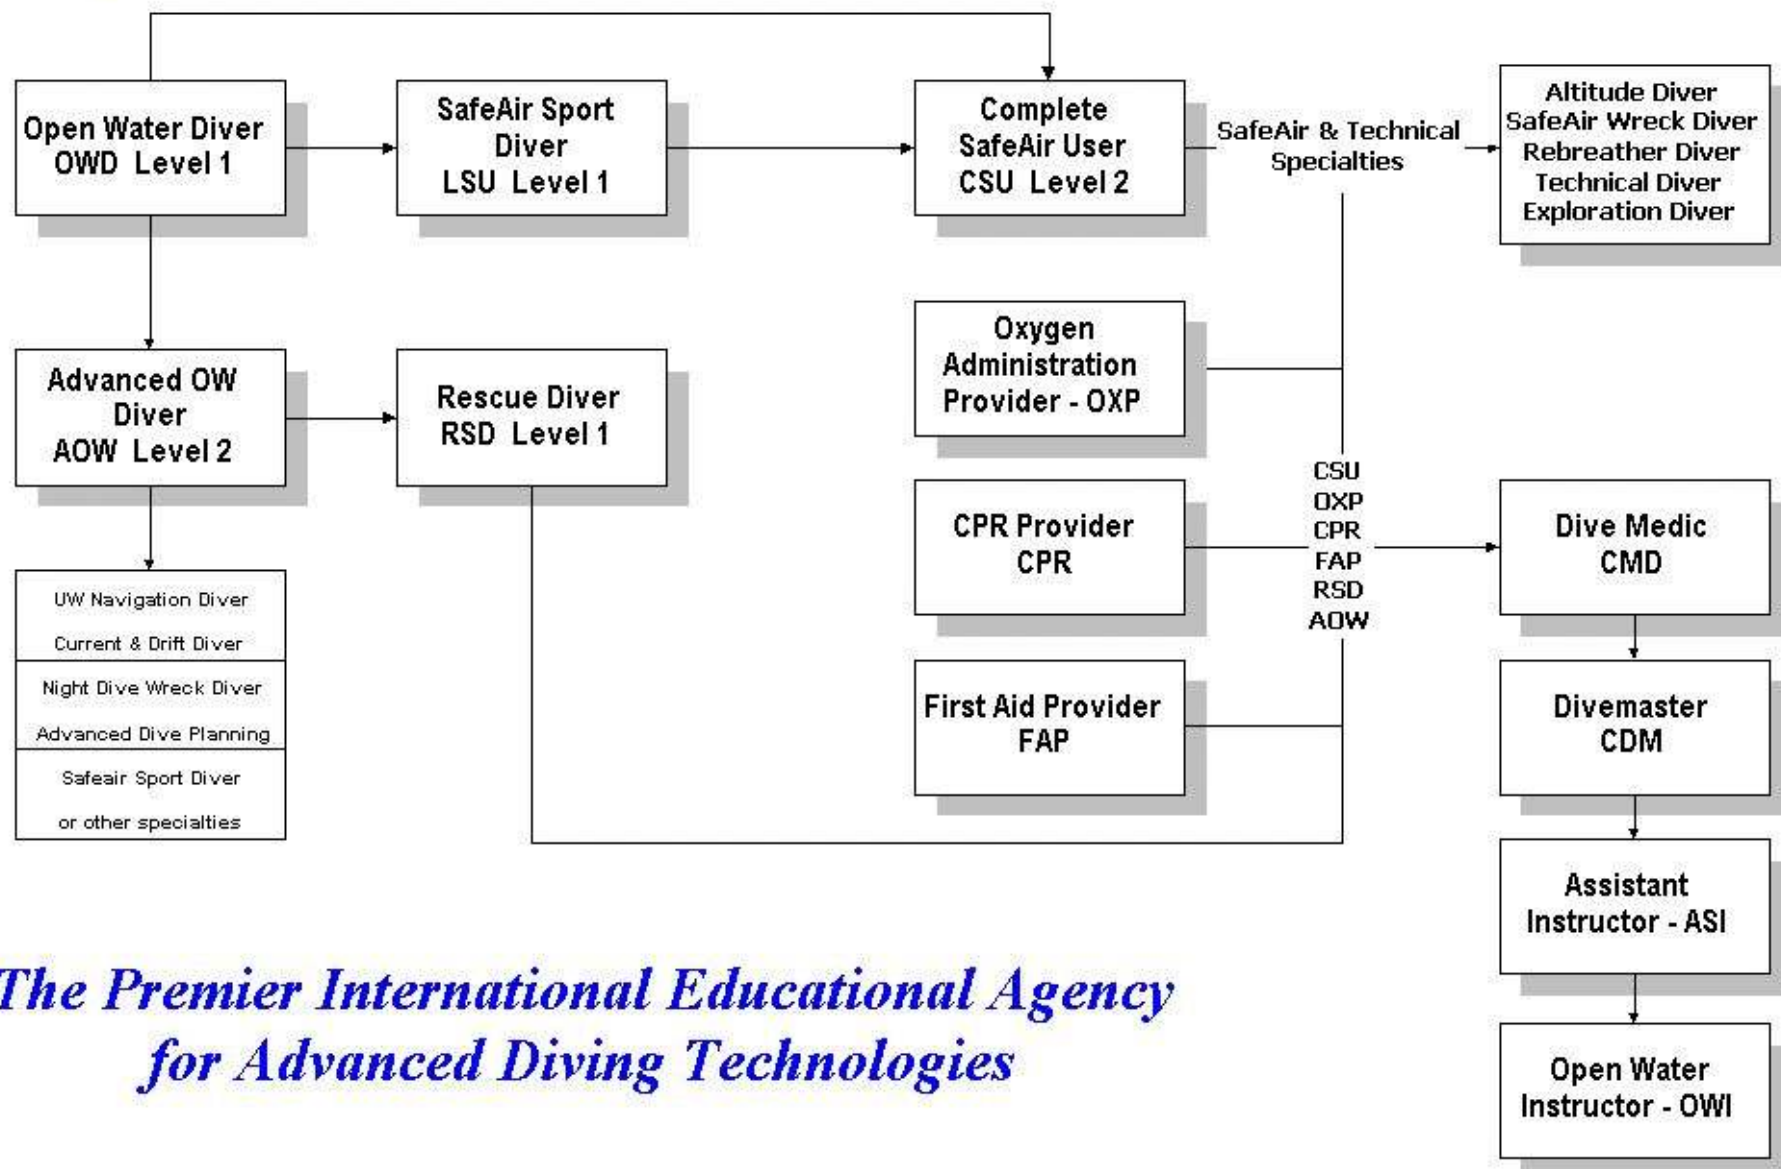 Open Water Diver
OWD Level 1
SafeAir Sport
Diver
LSU Level 1
Complete
SafeAir User
CSU Level 2
SafeAir & Technical
Specialties
Altitude Diver
SafeAir Wreck Diver
Rebreather Diver
Technical Diver
Exploration Diver
Advanced OW
Diver
AOW Level 2
Rescue Diver
RSD Level 1
Oxygen
Administration
Provider - OXP
CPR Provider
CPR
First Aid Provider
FAP
CSU
OXP
CPR
FAP
RSD
AOW
Dive Medic
CMD
Divemaster
CDM
Assistant
Instructor - ASI
Open Water
Instructor - OWI
UW Navigation Diver
Current & Drift Diver
Night Dive Wreck Diver
Advanced Dive Planning
Safeair Sport Diver
or other specialties
The Premier International Educational Agency
for Advanced Diving Technologies